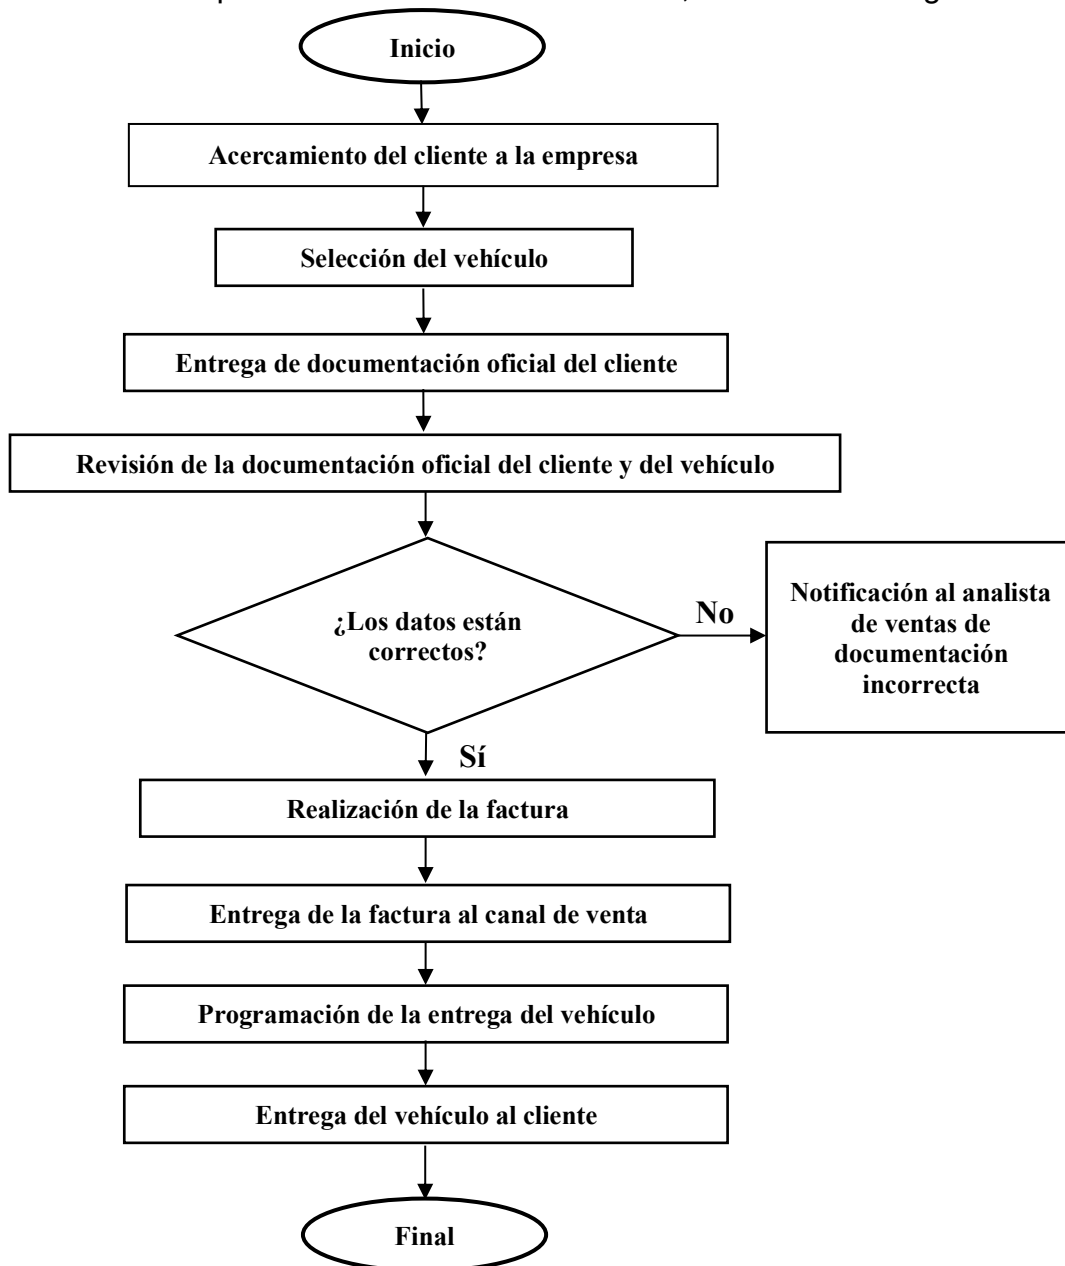 Inicio
Acercamiento del cliente a la empresa
Selección del vehículo
Entrega de documentación oficial del cliente
Revisión de la documentación oficial del cliente y del vehículo
¿Los datos están
correctos?
No
Notificación al analista
de ventas de
documentación
incorrecta
Sí
Realización de la factura
Entrega de la factura al canal de venta
Programación de la entrega del vehículo
Entrega del vehículo al cliente
Final